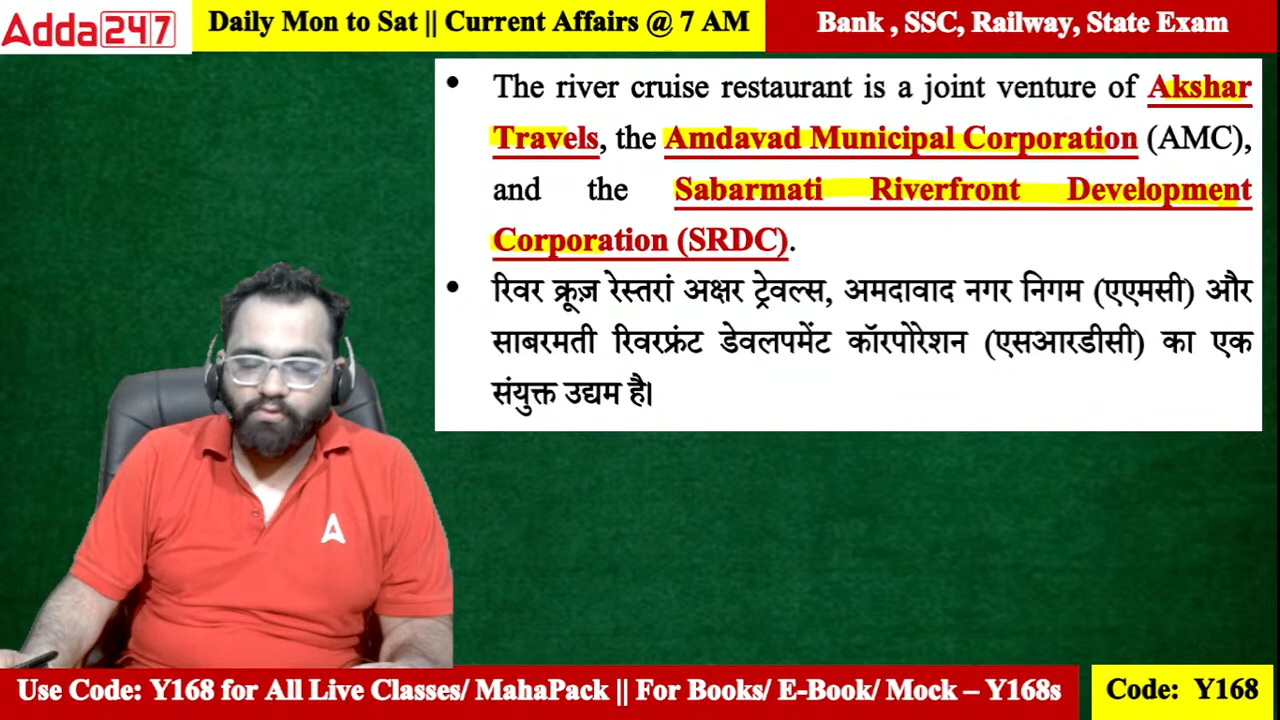 Adda247
Daily Mon to Sat || Current Affairs @ 7 AM
Bank , SSC, Railway, State Exam
• The river cruise restaurant is a joint venture of Akshar
Travels, the Amdavad Municipal Corporation (AMC),
and the Sabarmati Riverfront Development
Corporation (SRDC).
• रिवर क्रूज़ रेस्तरां अक्षर ट्रेवल्स, अमदावाद नगर निगम (एएमसी) और
साबरमती रिवरफ्रंट डेवलपमेंट कॉरपोरेशन (एसआरडीसी) का एक
संयुक्त उद्यम है।
Use Code: Y168 for All Live Classes/ MahaPack || For Books/ E-Book/ Mock – Y168s
Code: Y168